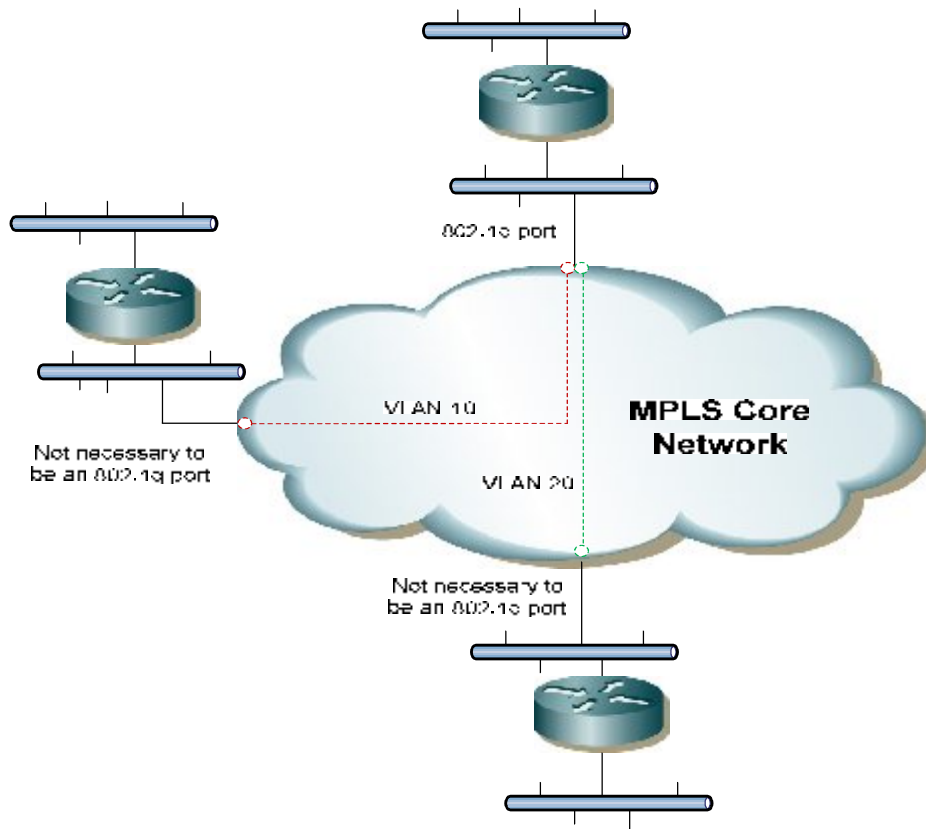 802.1q port
VLAN 10
MPLS Core
Network
Not necessary to
be an 802.1q port
VLAN 20
Not necessary to
be an 802.1q port